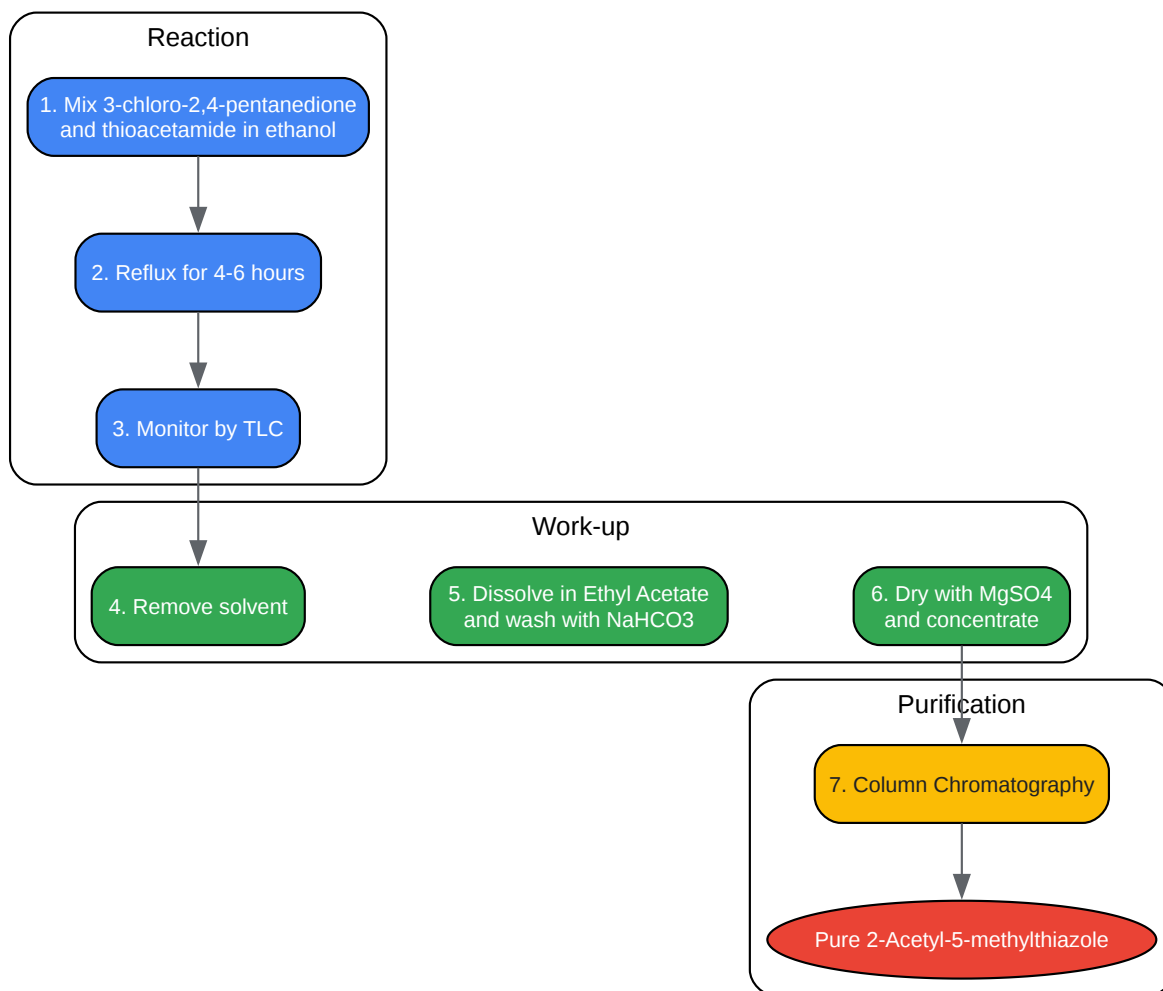 Reaction
1. Mix 3-chloro-2,4-pentanedione
and thioacetamide in ethanol
2. Reflux for 4-6 hours
3. Monitor by TLC
Work-up
4. Remove solvent
5. Dissolve in Ethyl Acetate
and wash with NaHCO3
6. Dry with MgSO4
and concentrate
Purification
7. Column Chromatography
Pure 2-Acetyl-5-methylthiazole